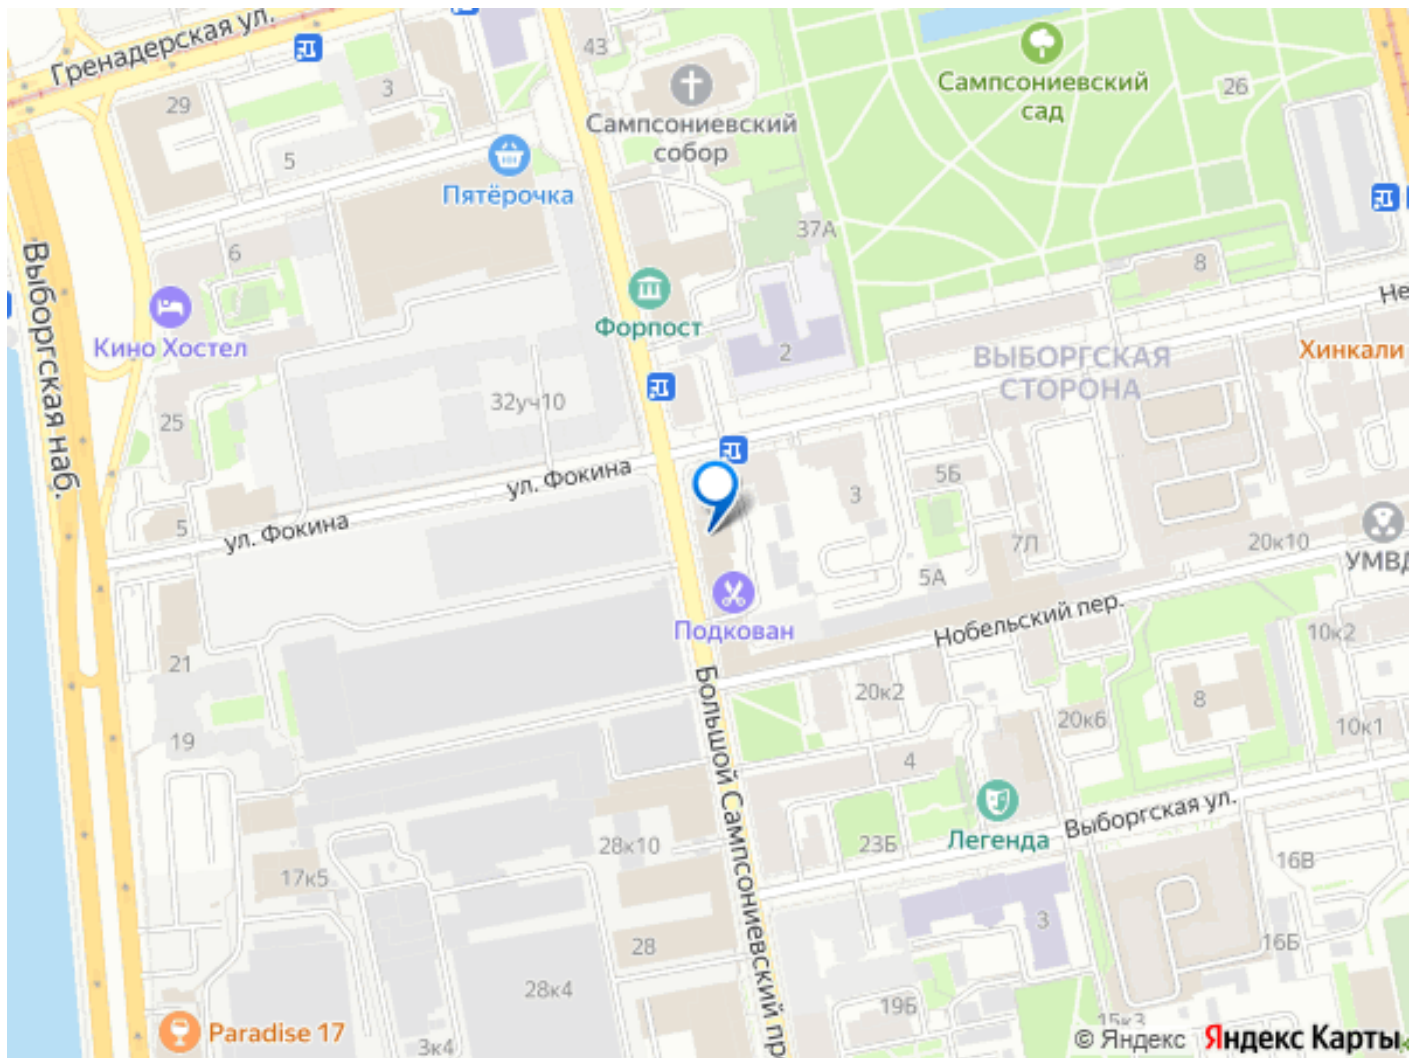 Гренадерская ул.
43
Сампсониевский
сад
26
3
29
Сампсониевский
собор
5
Пятёрочка
37А
6
8
Не
Выборгская наб.
Форпост
Кино Хостел
2
ВЫБОРГСКАЯ
СТОРОНА
Хинкали
32уч10
25
ул. Фокина
5Б
3
5
ул. Фокина
7Л
20к10
УМВД
5А
Подкован
Нобельский пер.
10к2
21
20к2
8
20к6
10к1
19
Большой Сампсониевский пр
4
Легенда
Выборгская ул.
28к10
23Б
16В
17к5
3
28
16Б
28к4
19Б
15к3
Paradise 17
3к4
© Яндекс Яндекс Карты